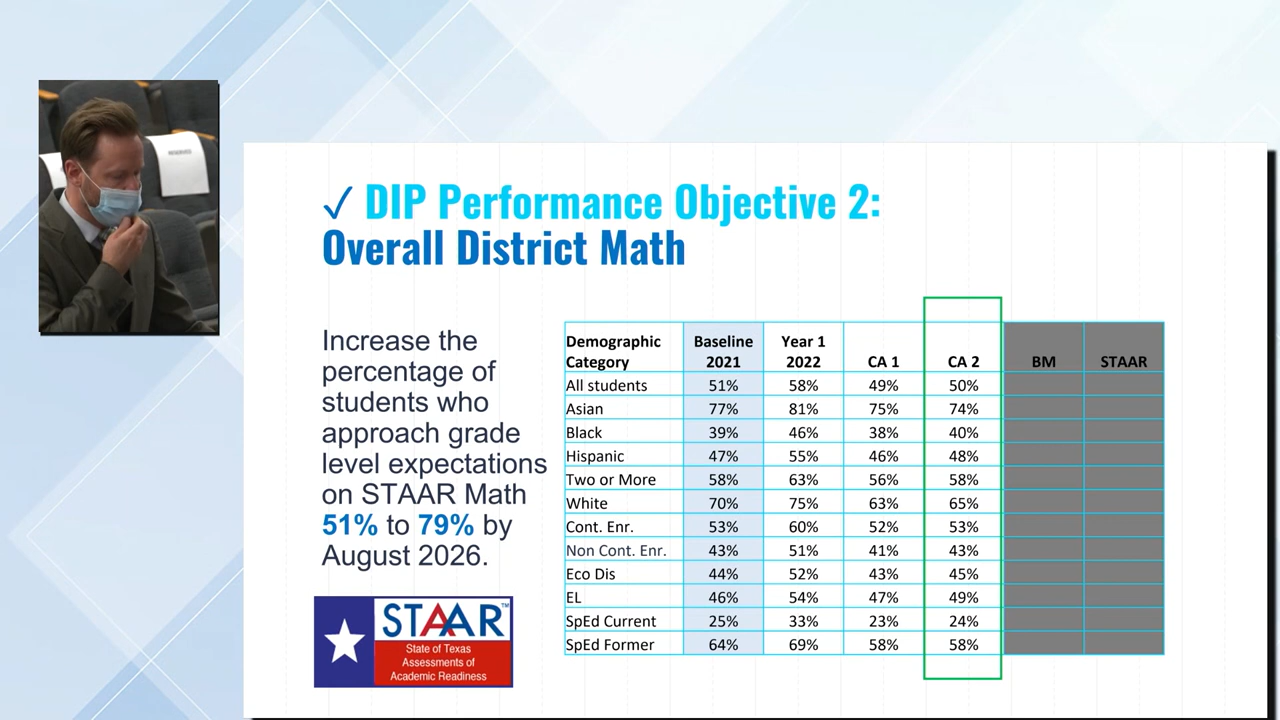 RESERVED
✓ DIP Performance Objective 2:
Overall District Math
Increase the
percentage of
students who
approach grade
level expectations
on STAAR Math
51% to 79% by
August 2026.
STAAR™
State of Texas
Assessments of
Academic Readiness
Demographic Category Baseline 2021 Year 1 2022 CA 1 CA 2 BM STAAR
All students 51% 58% 49% 50%
Asian 77% 81% 75% 74%
Black 39% 46% 38% 40%
Hispanic 47% 55% 46% 48%
Two or More 58% 63% 56% 58%
White 70% 75% 63% 65%
Cont. Enr. 53% 60% 52% 53%
Non Cont. Enr. 43% 51% 41% 43%
Eco Dis 44% 52% 43% 45%
EL 46% 54% 47% 49%
SpEd Current 25% 33% 23% 24%
SpEd Former 64% 69% 58% 58%